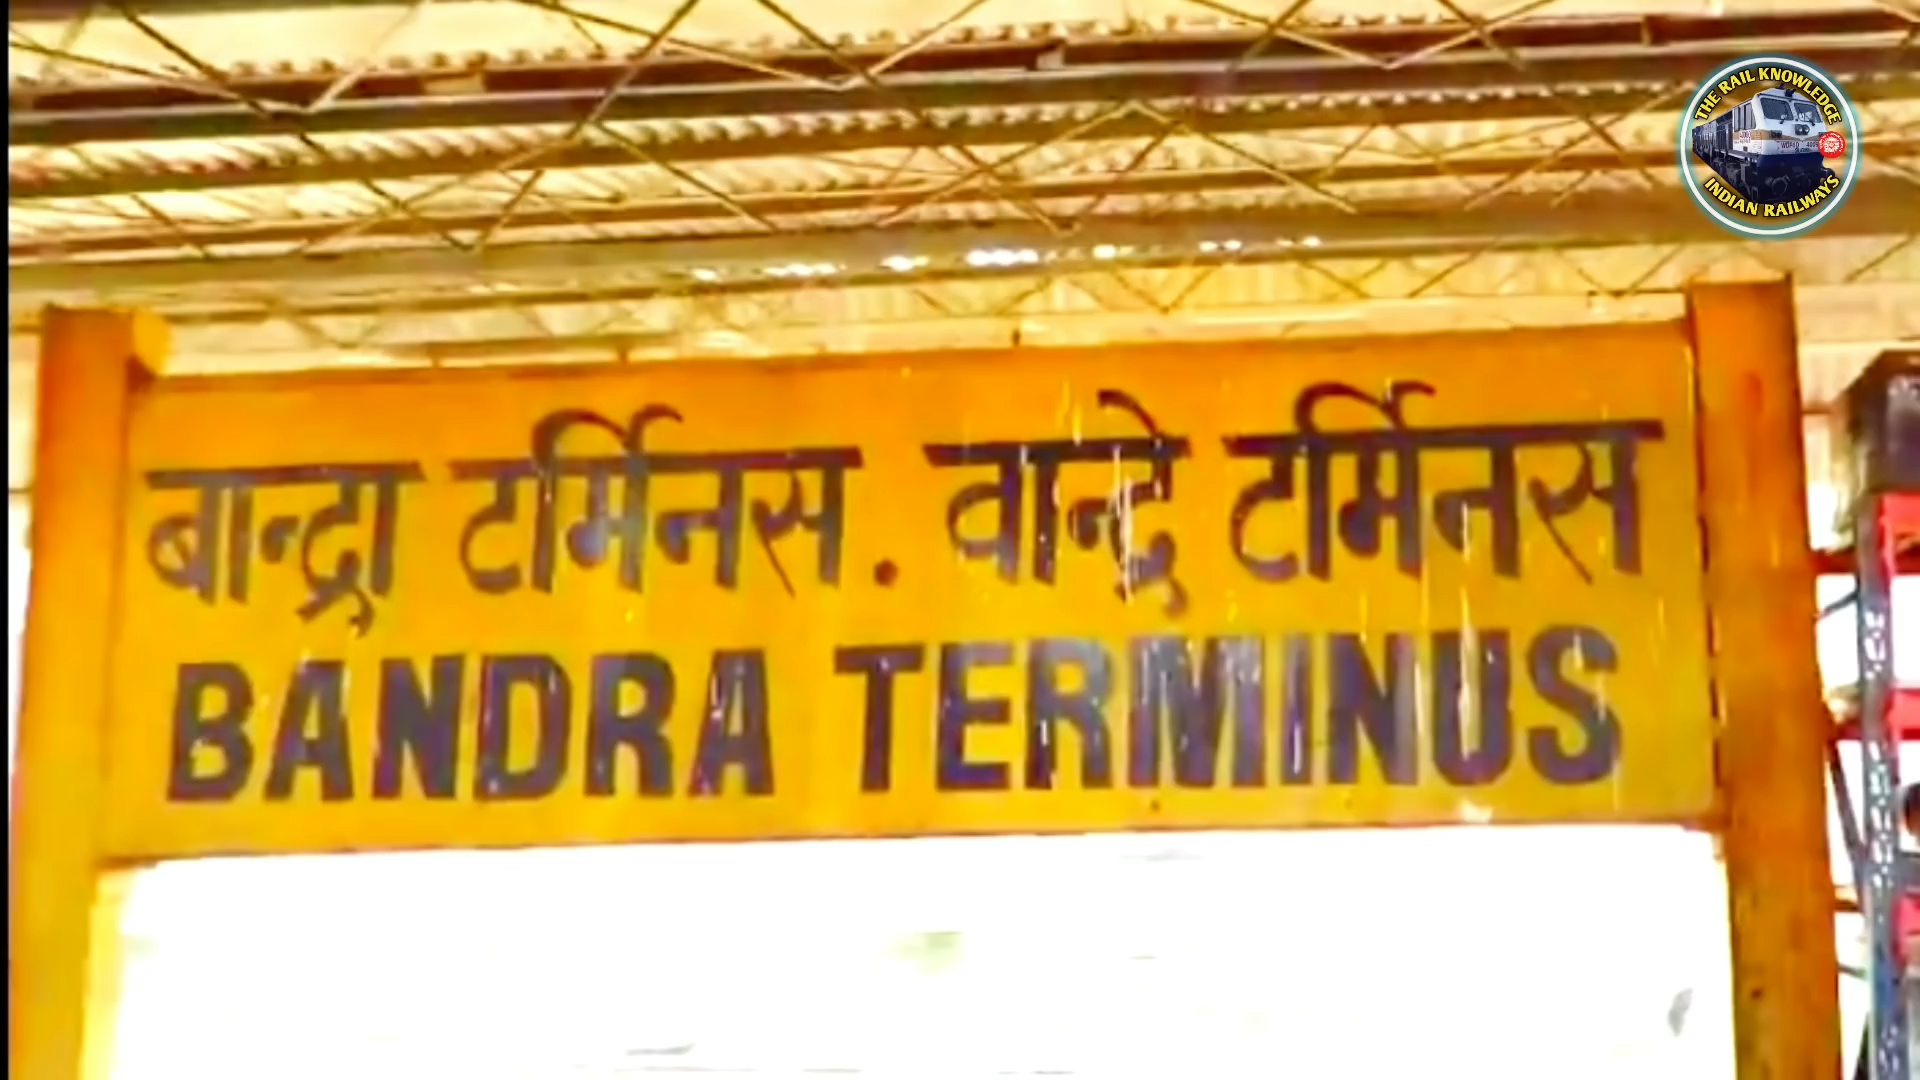 THE RAIL KNOWLEDGE
INDIAN RAILWAYS
बान्द्रा टर्मिनस. वान्द्रे टर्मिनस
BANDRA TERMINUS